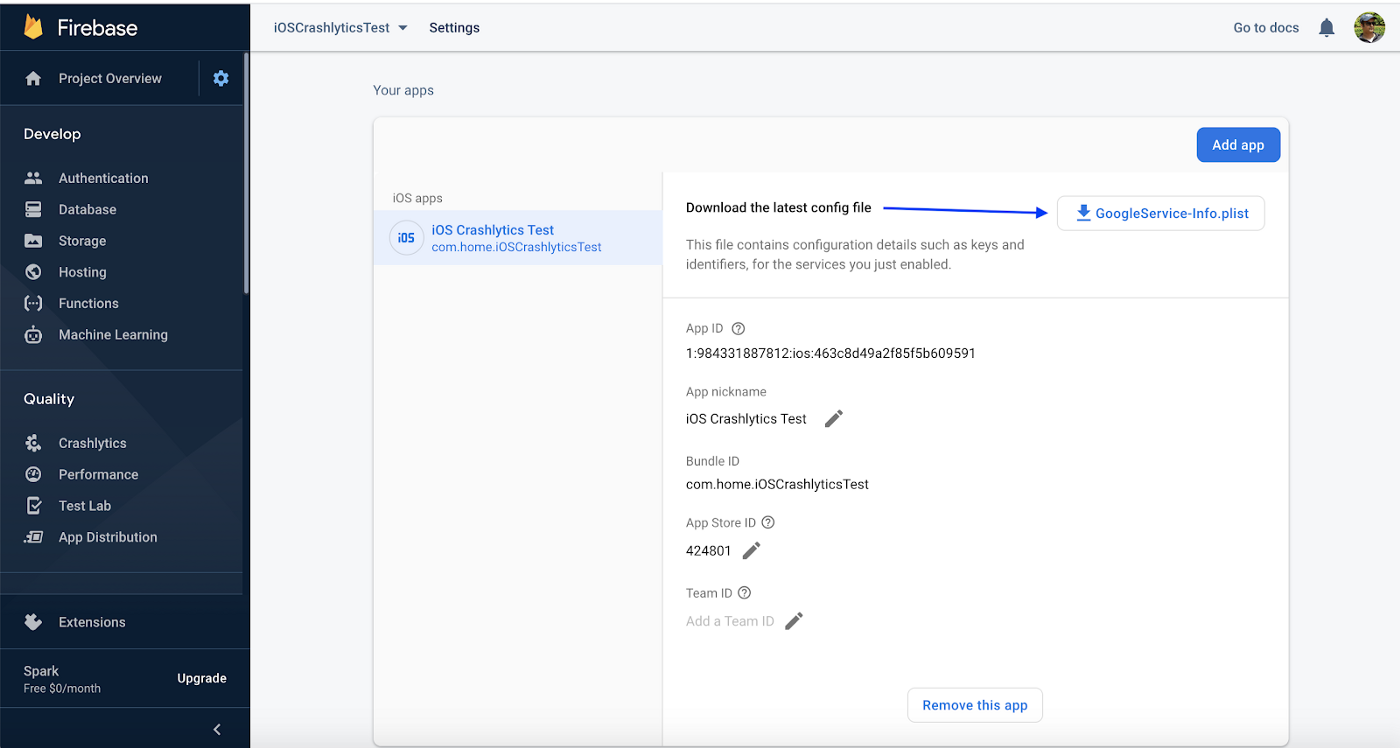 Firebase
Project Overview
Develop
Authentication
Database
Storage
Hosting
Functions
Machine Learning
Quality
Crashlytics
Performance
Test Lab
App Distribution
Extensions
Spark
Free $0/month
Upgrade
iOSCrashlyticsTest
Settings
Go to docs
Your apps
Add app
iOS apps
iOS
iOS Crashlytics Test
com.home.iOSCrashlyticsTest
Download the latest config file
GoogleService-Info.plist
This file contains configuration details such as keys and
identifiers, for the services you just enabled.
App ID
1:984331887812:ios:463c8d49a2f85f5b609591
App nickname
iOS Crashlytics Test
Bundle ID
com.home.iOSCrashlyticsTest
App Store ID
424801
Team ID
Add a Team ID
Remove this app